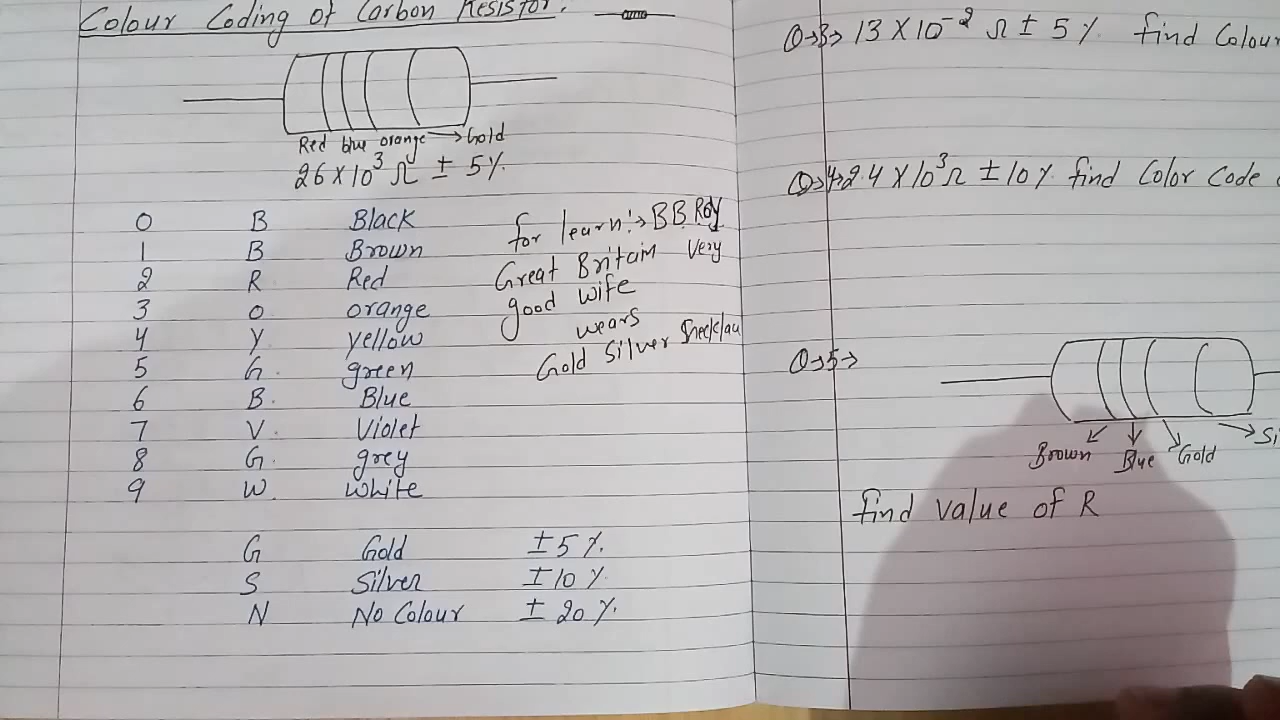 Colour Coding of Carbon Resistor.
Red blue orange → Gold
26 × 10³ Ω ± 5 %.
0 B Black
1 B Brown
2 R Red
3 O orange
4 Y yellow
5 G. green
6 B. Blue
7 V. Violet
8 G. grey
9 W. White
G Gold ± 5 %.
S Silver ± 10 %.
N No Colour ± 20 %.
for learn:→ BB Roy
Great Britain Very
good wife
wears
Gold Silver
Q→3→ 13 × 10⁻² Ω ± 5 %. find Colour
Q→4→ 2.4 × 10³ Ω ± 10 %. find Color Code
Q→5→
Brown Blue Gold Si
find value of R